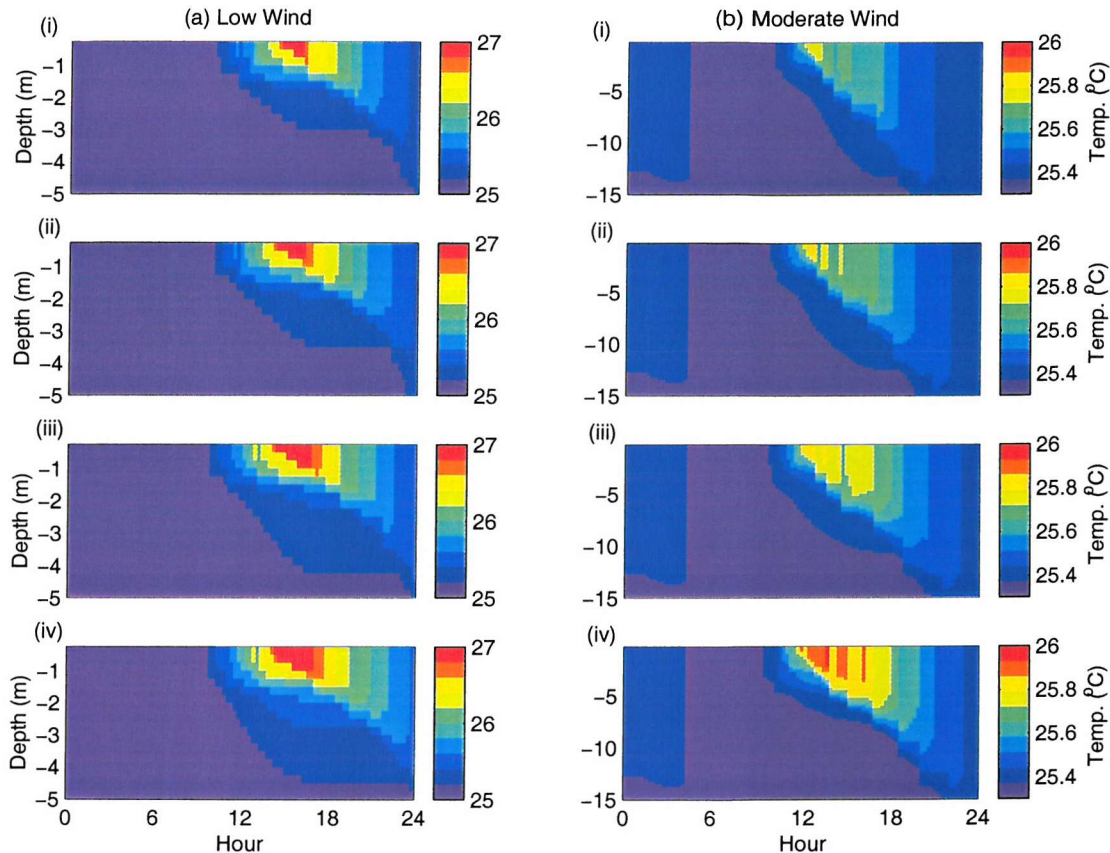 (a) Low Wind
(b) Moderate Wind
(i)
Depth (m)
-1
-2
-3
-4
-5
27
26
25
(i)
-5
-10
-15
26
25.8
25.6
25.4
Temp. (°C)
(ii)
Depth (m)
-1
-2
-3
-4
-5
27
26
25
(ii)
-5
-10
-15
26
25.8
25.6
25.4
Temp. (°C)
(iii)
Depth (m)
-1
-2
-3
-4
-5
27
26
25
(iii)
-5
-10
-15
26
25.8
25.6
25.4
Temp. (°C)
(iv)
Depth (m)
-1
-2
-3
-4
-5
27
26
25
0 6 12 18 24
Hour
(iv)
-5
-10
-15
26
25.8
25.6
25.4
Temp. (°C)
0 6 12 18 24
Hour